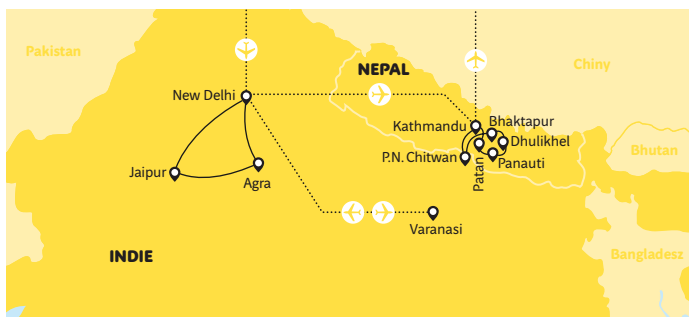 Pakistan
NEPAL
Chiny
New Delhi
Kathmandu
Bhaktapur
Dhulikhel
P.N. Chitwan
Patan
Panauti
Bhutan
Jaipur
Agra
Varanasi
INDIE
Bangladesz